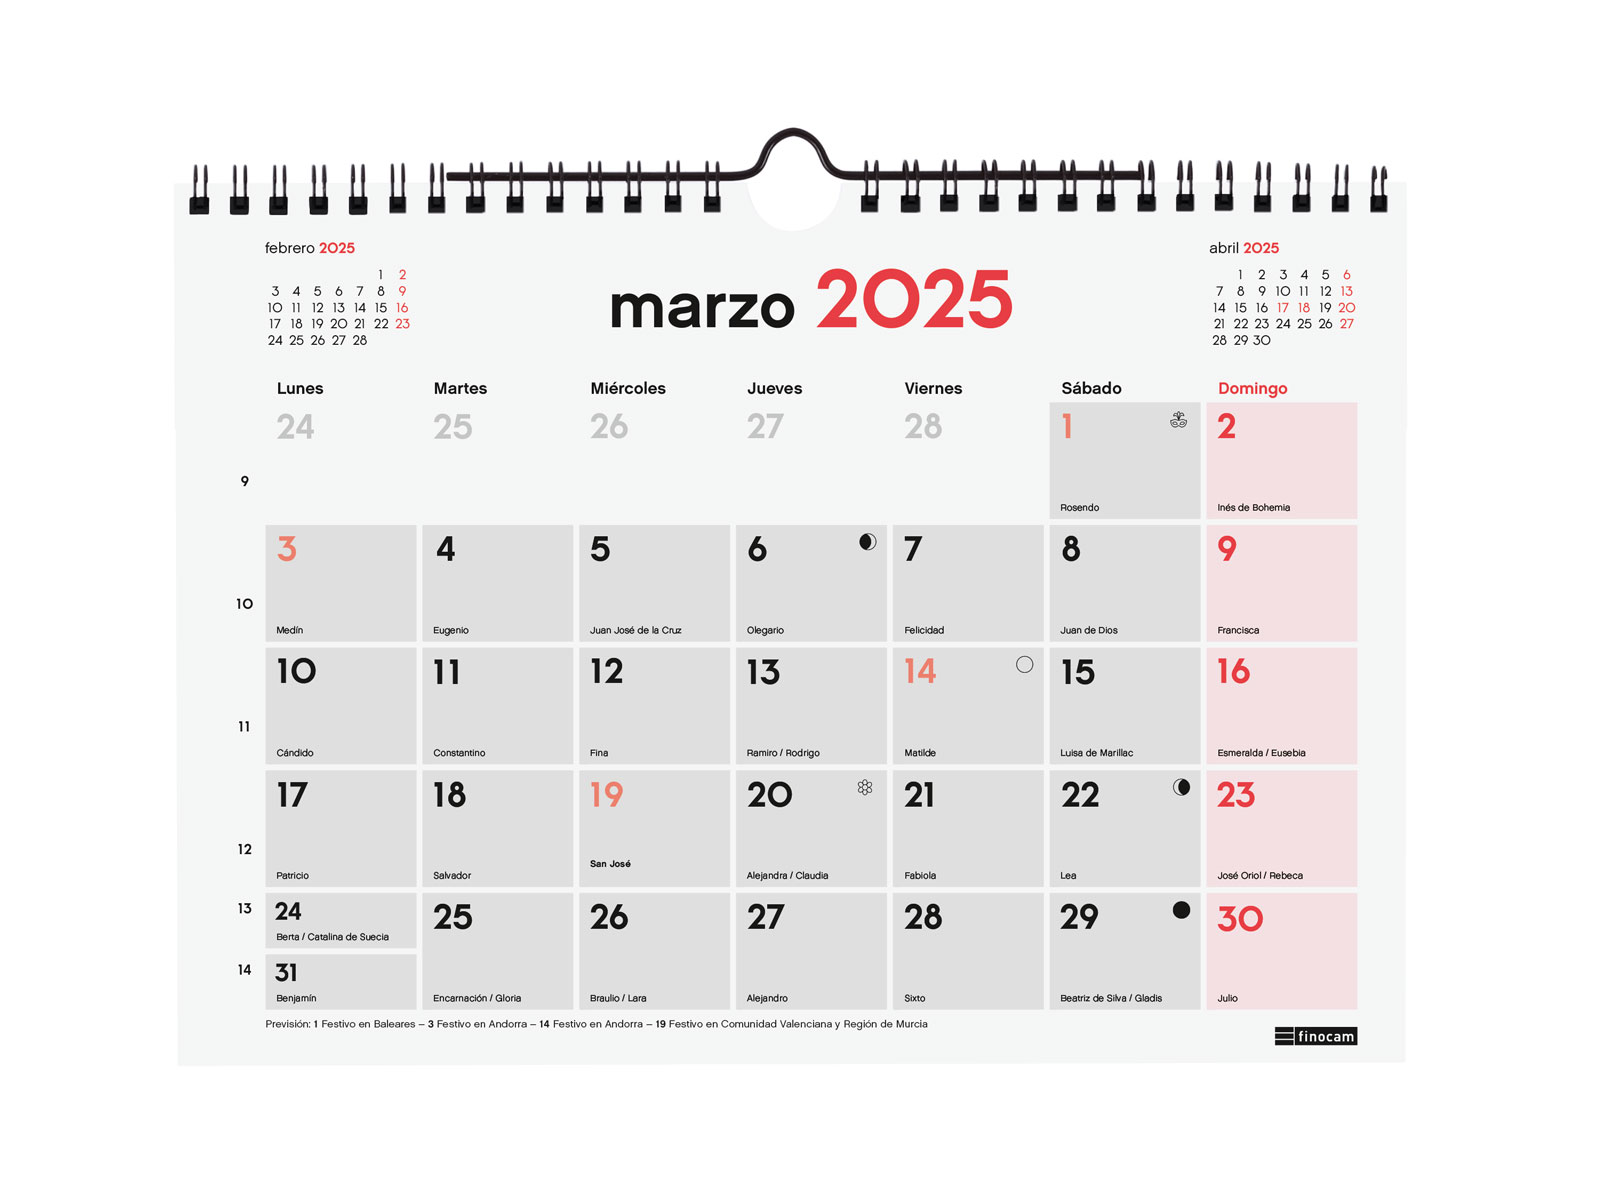 febrero 2025
1 2
3 4 5 6 7 8 9
10 11 12 13 14 15 16
17 18 19 20 21 22 23
24 25 26 27 28
marzo 2025
abril 2025
1 2 3 4 5 6
7 8 9 10 11 12 13
14 15 16 17 18 19 20
21 22 23 24 25 26 27
28 29 30
Lunes Martes Miércoles Jueves Viernes Sábado Domingo
24 25 26 27 28 1 2
9
Rosendo Inés de Bohemia
3 4 5 6 7 8 9
10
Medín Eugenio Juan José de la Cruz Olegario Felicidad Juan de Dios Francisca
10 11 12 13 14 15 16
11
Cándido Constantino Fina Ramiro / Rodrigo Matilde Luisa de Marillac Esmeralda / Eusebia
17 18 19 20 21 22 23
12
San José
Patricio Salvador Alejandra / Claudia Fabiola Lea José Oriol / Rebeca
13 24 25 26 27 28 29 30
Berta / Catalina de Suecia
14 31
Benjamín Encarnación / Gloria Braulio / Lara Alejandro Sixto Beatriz de Silva / Gladis Julio
Previsión: 1 Festivo en Baleares – 3 Festivo en Andorra – 14 Festivo en Andorra – 19 Festivo en Comunidad Valenciana y Región de Murcia
finocam